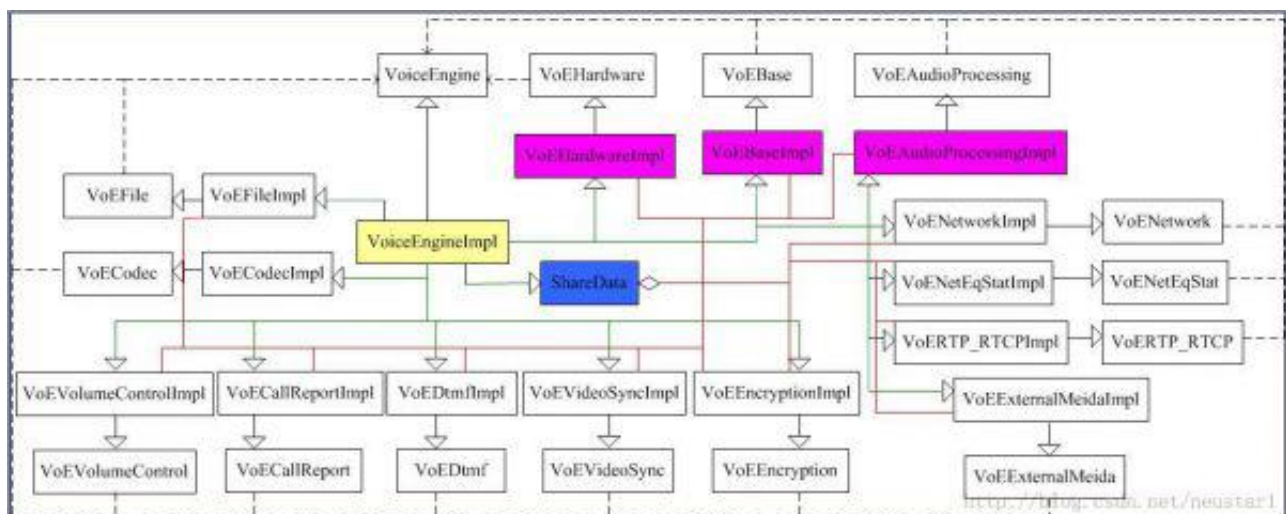 VoiceEngine
VoEHardware
VoEBase
VoEAudioProcessing
VoEHardwareImpl
VoEBaseImpl
VoEAudioProcessingImpl
VoEFile
VoEFileImpl
VoiceEngineImpl
VoENetworkImpl
VoENetwork
VoECodec
VoECodecImpl
ShareData
VoENetEqStatImpl
VoENetEqStat
VoERTP_RTCPImpl
VoERTP_RTCP
VoEVolumeControlImpl
VoECallReportImpl
VoEDtmfImpl
VoEVideoSyncImpl
VoEEncryptionImpl
VoEExternalMeidaImpl
VoEVolumeControl
VoECallReport
VoEDtmf
VoEVideoSync
VoEEncryption
VoEExternalMeida
http://blog.csdn.net/neustar1